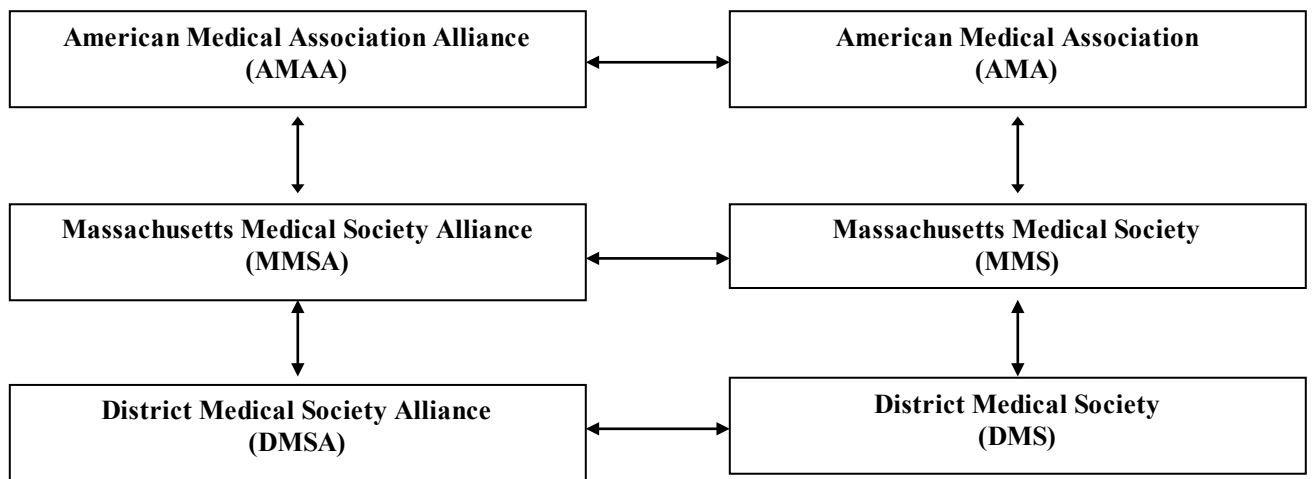 American Medical Association Alliance
(AMAA)
American Medical Association
(AMA)
Massachusetts Medical Society Alliance
(MMSA)
Massachusetts Medical Society
(MMS)
District Medical Society Alliance
(DMSA)
District Medical Society
(DMS)